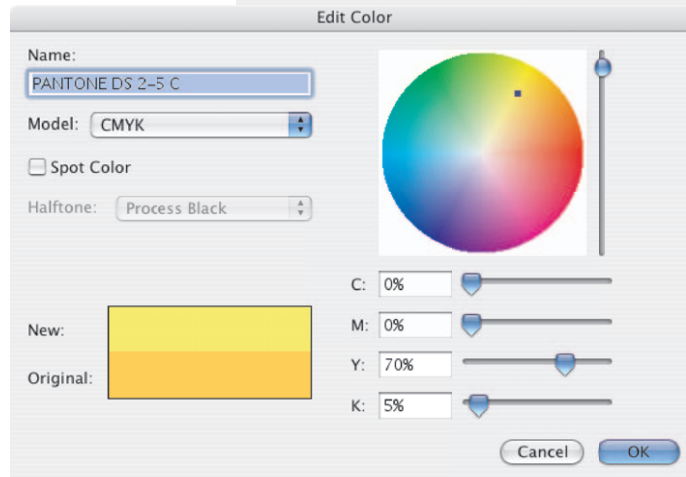 Edit Color
Name:
PANTONE DS 2-5 C
Model: CMYK
Spot Color
Halftone: Process Black
New:
Original:
C: 0%
M: 0%
Y: 70%
K: 5%
Cancel OK